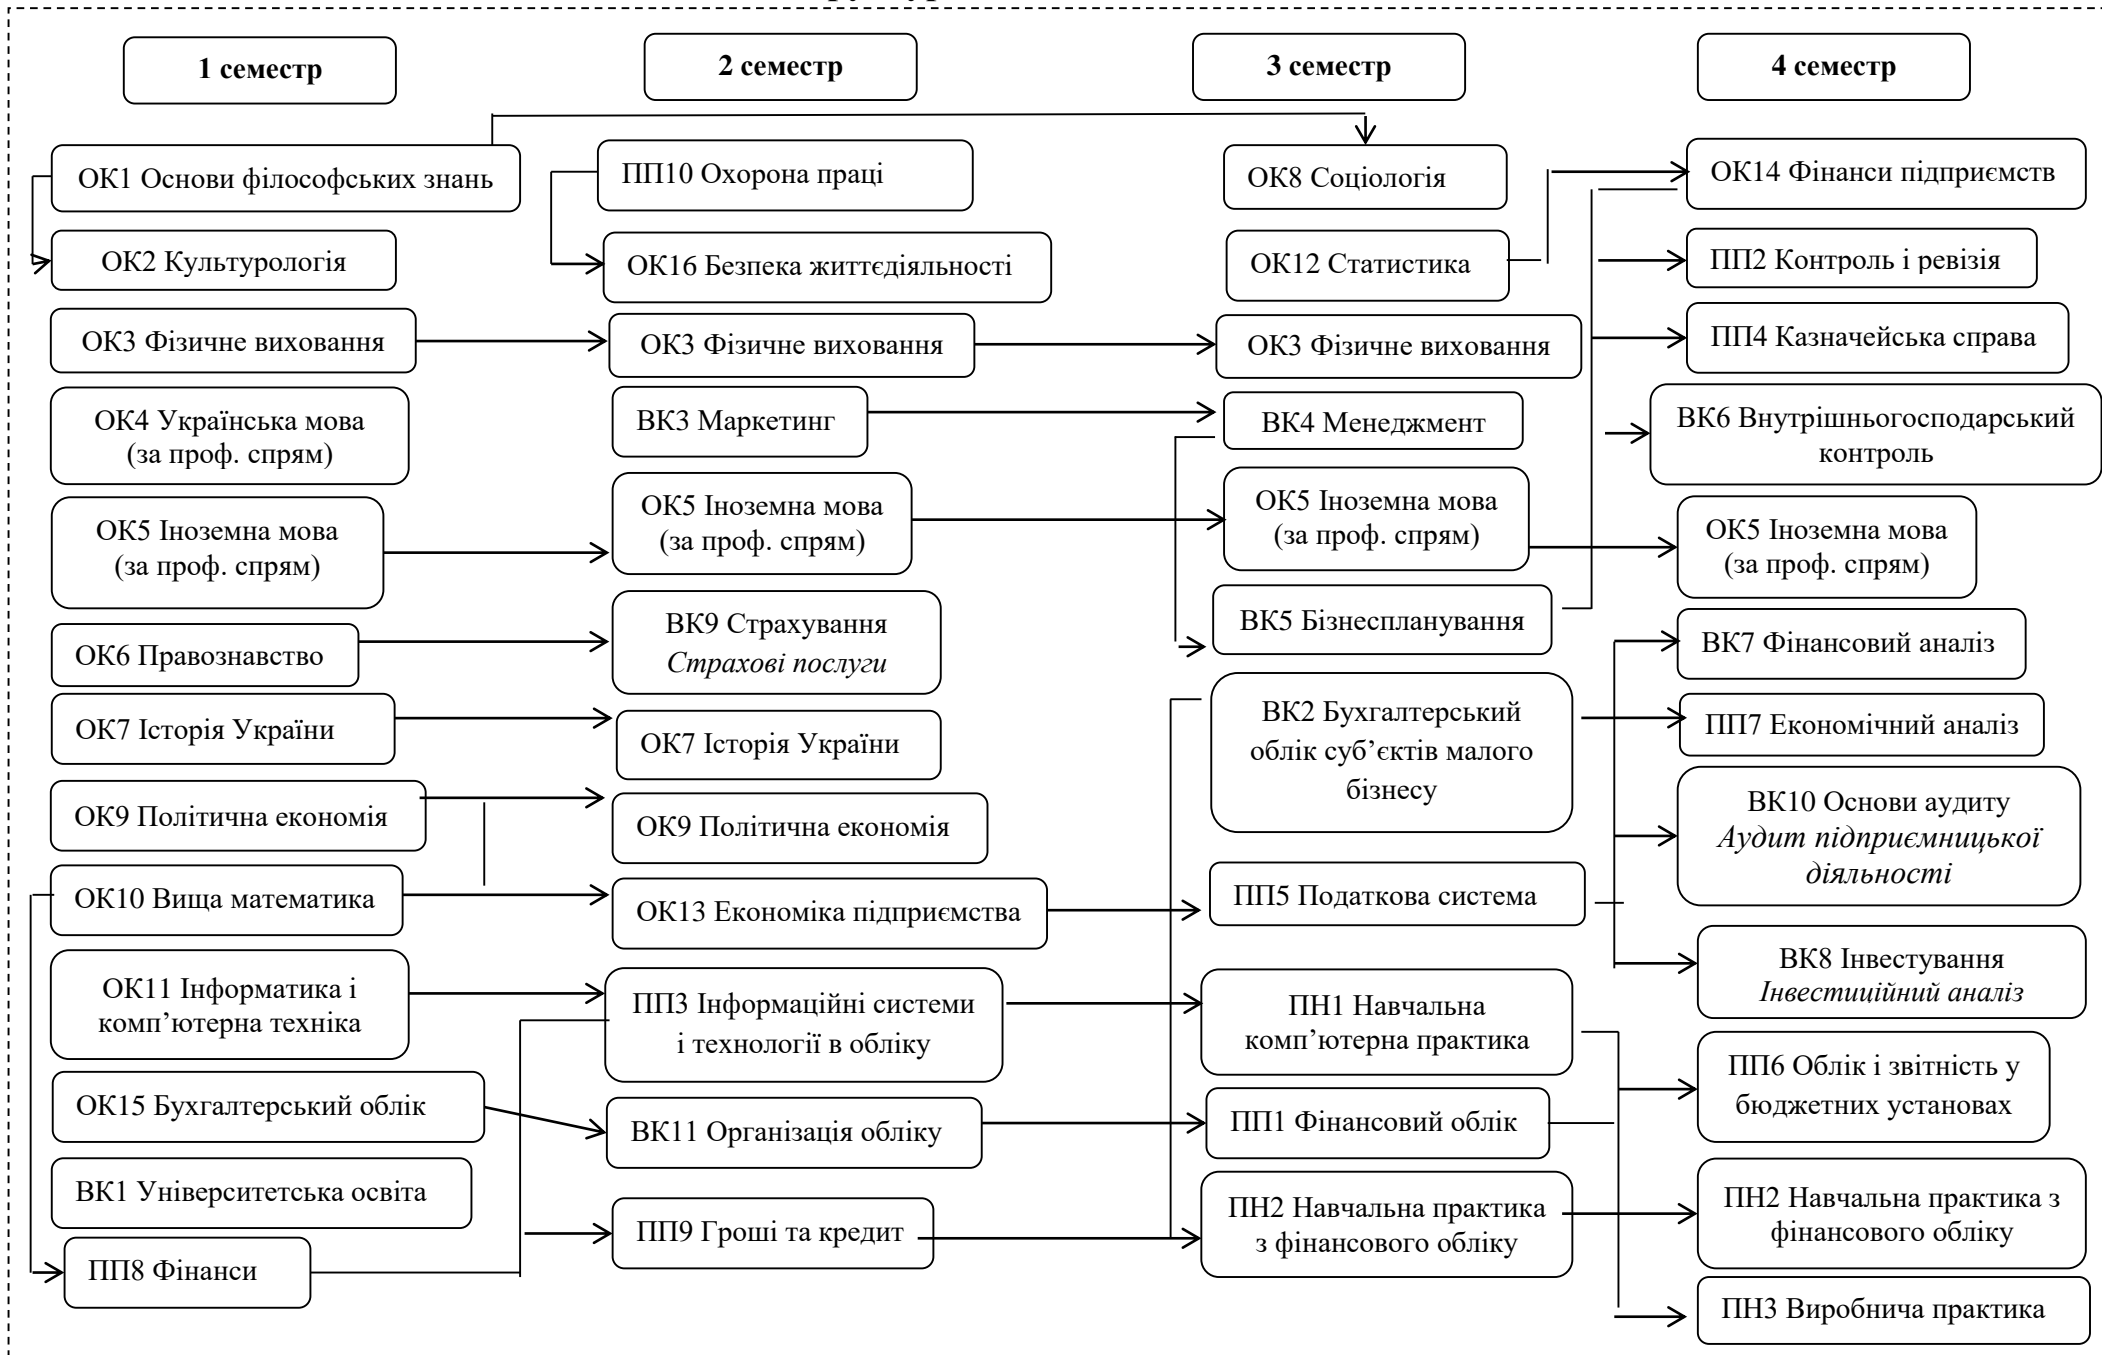 1 семестр
2 семестр
3 семестр
4 семестр
ОК1 Основи філософських знань
ОК2 Культурологія
ОК3 Фізичне виховання
ОК4 Українська мова
(за проф. спрям)
ОК5 Іноземна мова
(за проф. спрям)
ОК6 Правознавство
ОК7 Історія України
ОК9 Політична економія
ОК10 Вища математика
ОК11 Інформатика і
комп’ютерна техніка
ОК15 Бухгалтерський облік
ВК1 Університетська освіта
ПП8 Фінанси
ПП10 Охорона праці
ОК16 Безпека життєдіяльності
ОК3 Фізичне виховання
ВК3 Маркетинг
ОК5 Іноземна мова
(за проф. спрям)
ВК9 Страхування
Страхові послуги
ОК7 Історія України
ОК9 Політична економія
ОК13 Економіка підприємства
ПП3 Інформаційні системи
і технології в обліку
ВК11 Організація обліку
ПП9 Гроші та кредит
ОК8 Соціологія
ОК12 Статистика
ОК3 Фізичне виховання
ВК4 Менеджмент
ОК5 Іноземна мова
(за проф. спрям)
ВК5 Бізнеспланування
ВК2 Бухгалтерський
облік суб’єктів малого
бізнесу
ПП5 Податкова система
ПН1 Навчальна
комп’ютерна практика
ПП1 Фінансовий облік
ПН2 Навчальна практика
з фінансового обліку
ОК14 Фінанси підприємств
ПП2 Контроль і ревізія
ПП4 Казначейська справа
ВК6 Внутрішньогосподарський
контроль
ОК5 Іноземна мова
(за проф. спрям)
ВК7 Фінансовий аналіз
ПП7 Економічний аналіз
ВК10 Основи аудиту
Аудит підприємницької
діяльності
ВК8 Інвестування
Інвестиційний аналіз
ПП6 Облік і звітність у
бюджетних установах
ПН2 Навчальна практика з
фінансового обліку
ПН3 Виробнича практика